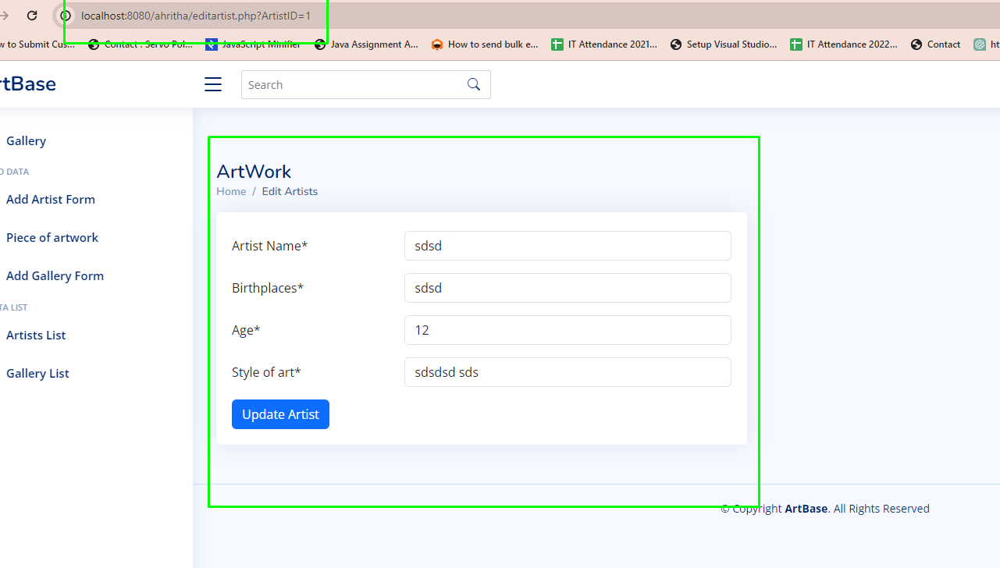 localhost:8080/ahritha/editartist.php?ArtistID=1
w to Submit Cus... Contact : Servo Pol... JavaScript Minifier Java Assignment A... How to send bulk e... IT Attendance 2021... Setup Visual Studio... IT Attendance 2022... Contact ht
rtBase
Search
Gallery
D DATA
Add Artist Form
Piece of artwork
Add Gallery Form
TA LIST
Artists List
Gallery List
ArtWork
Home / Edit Artists
Artist Name* sdsd
Birthplaces* sdsd
Age* 12
Style of art* sdsdsd sds
Update Artist
© Copyright ArtBase. All Rights Reserved